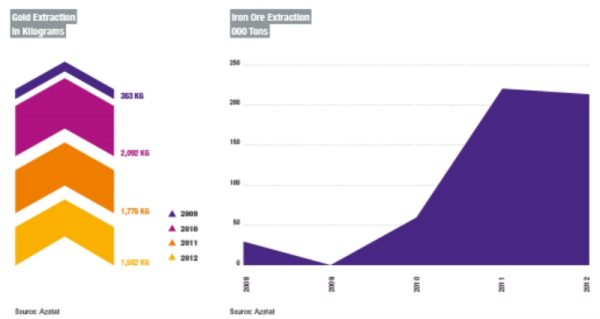 Gold Extraction
in Kilograms
363 KG
2,092 KG
1,776 KG
1,562 KG
2009
2010
2011
2012
Source: Azstat
Iron Ore Extraction
000 Tons
250
200
150
100
50
0
2008
2009
2010
2011
2012
Source: Azstat